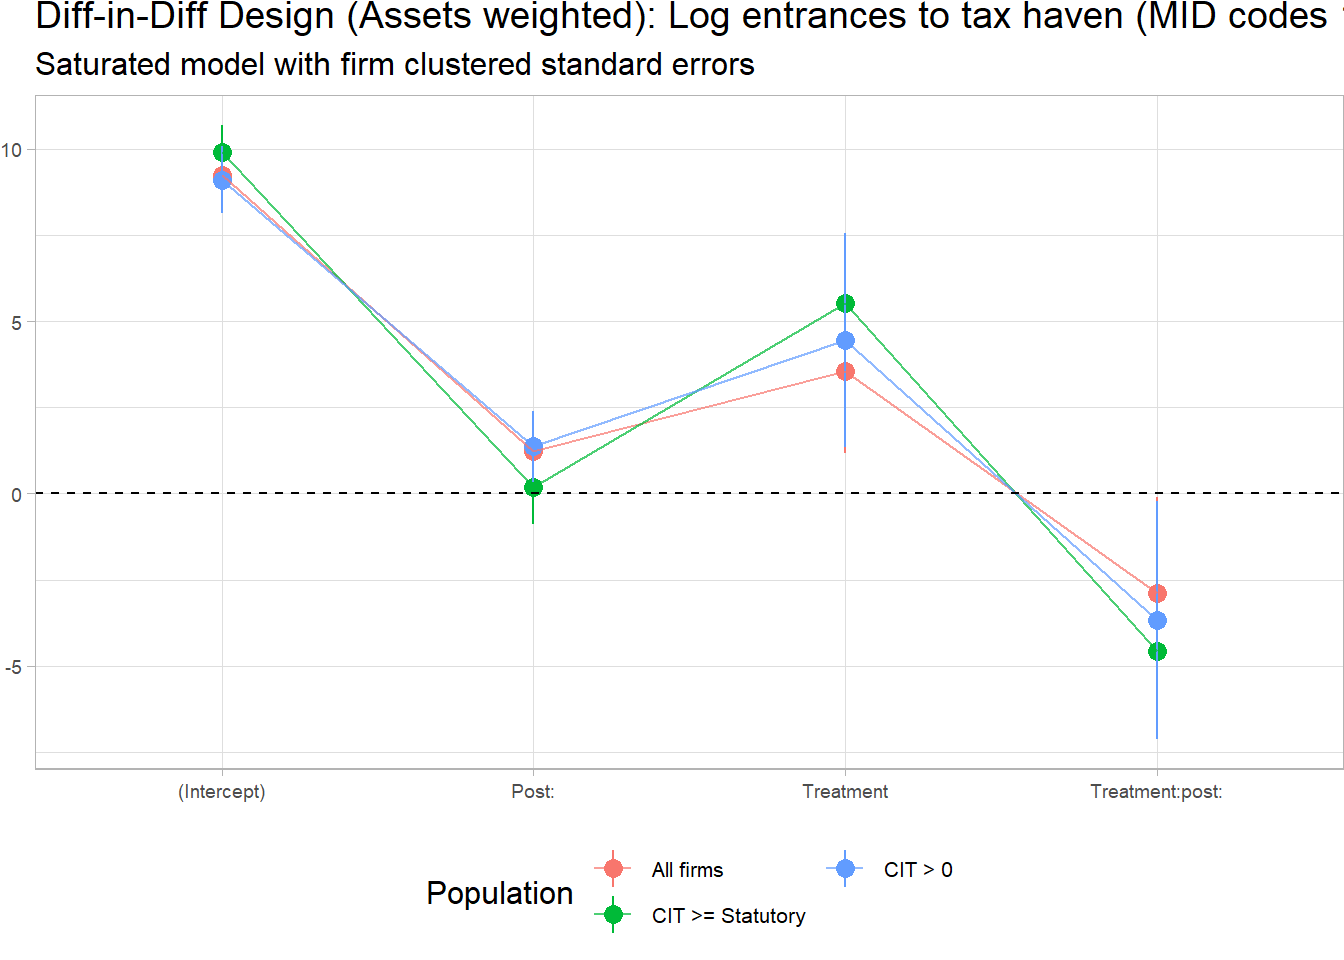 Diff-in-Diff Design (Assets weighted): Log entrances to tax haven (MID codes
Saturated model with firm clustered standard errors
10
5
0
-5
(Intercept)
Post:
Treatment
Treatment:post:
Population
All firms
CIT > 0
CIT >= Statutory